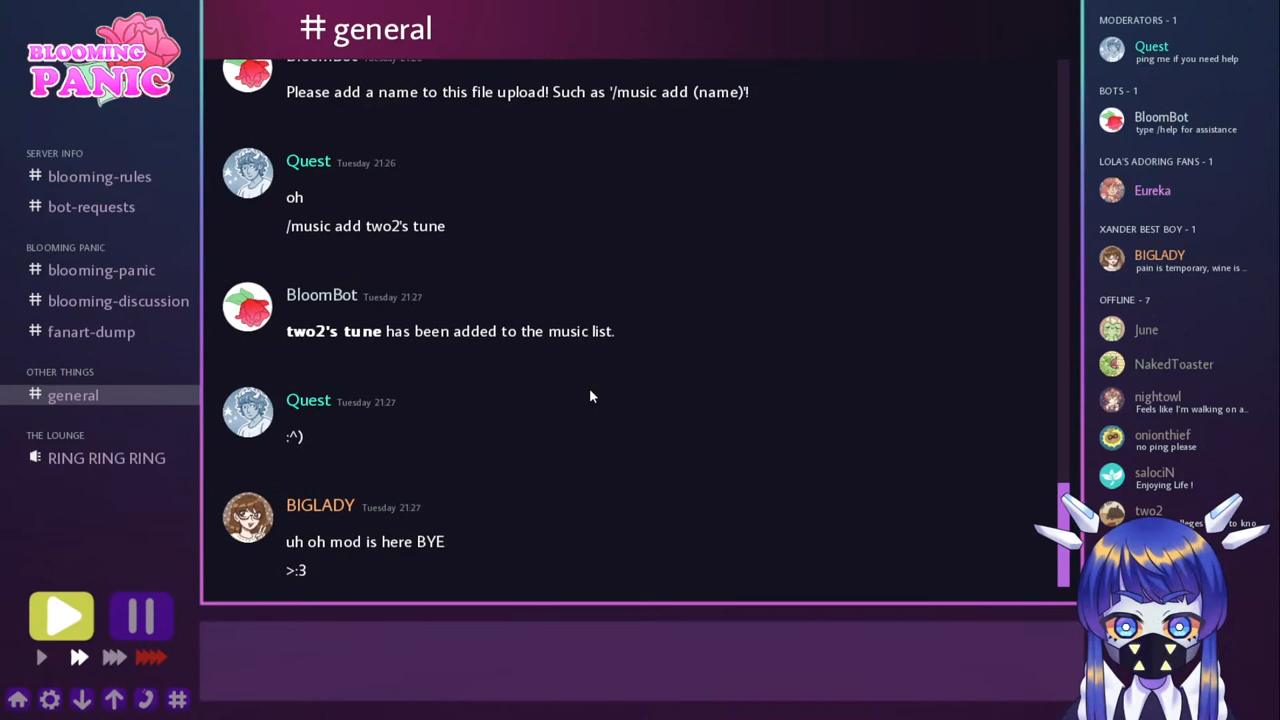 BLOOMING
PANIC
SERVER INFO
# blooming-rules
# bot-requests
BLOOMING PANIC
# blooming-panic
# blooming-discussion
# fanart-dump
OTHER THINGS
# general
THE LOUNGE
RING RING RING
# general
BloomBot Tuesday 21:26
Please add a name to this file upload! Such as '/music add (name)'!
Quest Tuesday 21:26
oh
/music add two2's tune
BloomBot Tuesday 21:27
two2's tune has been added to the music list.
Quest Tuesday 21:27
:^)
BIGLADY Tuesday 21:27
uh oh mod is here BYE
>:3
MODERATORS - 1
Quest
ping me if you need help
BOTS - 1
BloomBot
type /help for assistance
LOLA'S ADORING FANS - 1
Eureka
XANDER BEST BOY - 1
BIGLADY
pain is temporary, wine is ..
OFFLINE - 7
June
NakedToaster
nightowl
Feels like I'm walking on a..
onionthief
no ping please
salociN
Enjoying Life !
two2
to kno